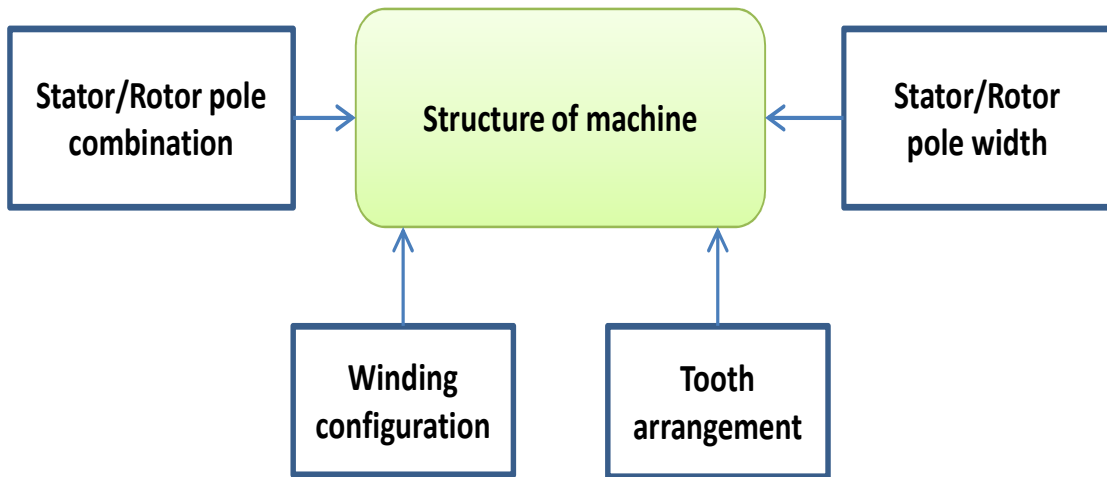 Stator/Rotor pole
combination
Structure of machine
Stator/Rotor
pole width
Winding
configuration
Tooth
arrangement